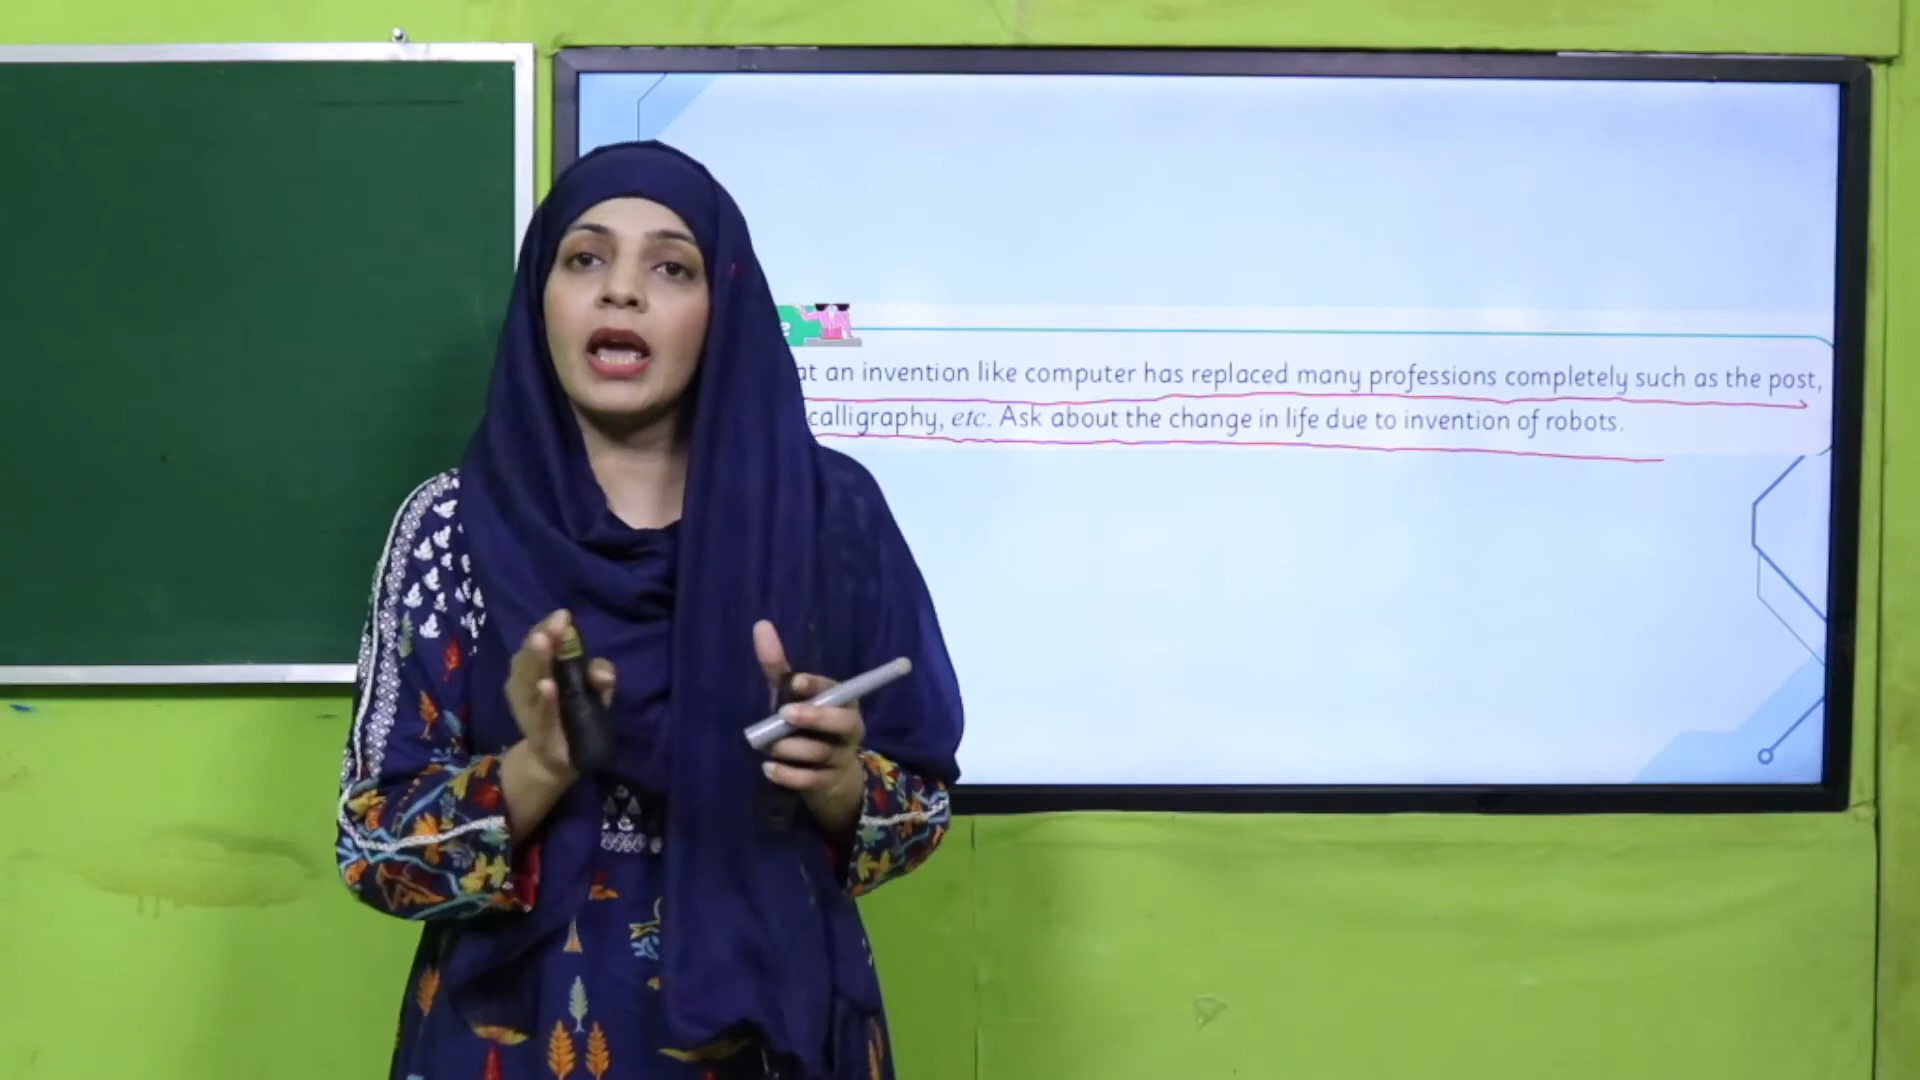 at an invention like computer has replaced many professions completely such as the post,
calligraphy, etc. Ask about the change in life due to invention of robots.